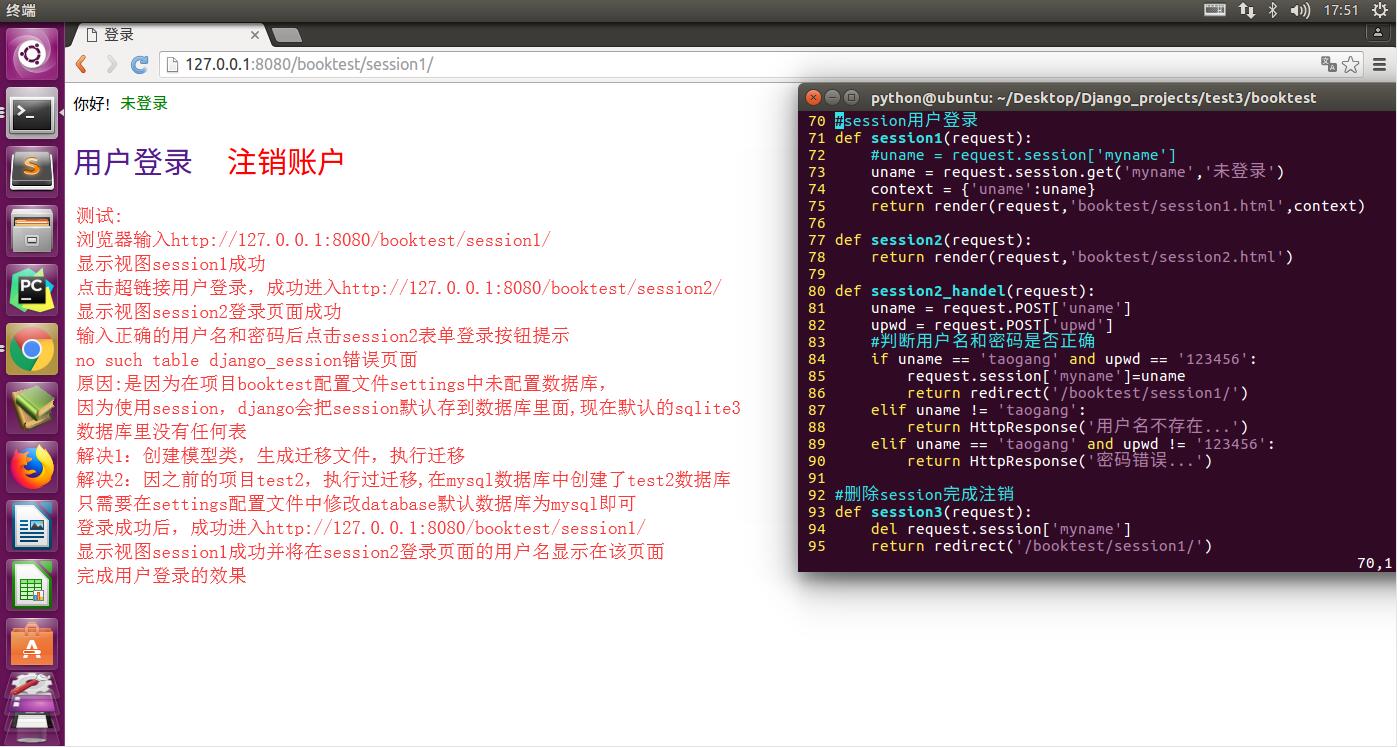 终端
17:51
登录
127.0.0.1:8080/booktest/session1/
你好! 未登录
用户登录 注销账户
测试:
浏览器输入http://127.0.0.1:8080/booktest/session1/
显示视图session1成功
点击超链接用户登录，成功进入http://127.0.0.1:8080/booktest/session2/
显示视图session2登录页面成功
输入正确的用户名和密码后点击session2表单登录按钮提示
no such table django_session错误页面
原因:是因为在项目booktest配置文件settings中未配置数据库，
因为使用session，django会把session默认存到数据库里面,现在默认的sqlite3
数据库里没有任何表
解决1：创建模型类，生成迁移文件，执行迁移
解决2：因之前的项目test2，执行过迁移,在mysql数据库中创建了test2数据库
只需要在settings配置文件中修改database默认数据库为mysql即可
登录成功后，成功进入http://127.0.0.1:8080/booktest/session1/
显示视图session1成功并将在session2登录页面的用户名显示在该页面
完成用户登录的效果
python@ubuntu: ~/Desktop/Django_projects/test3/booktest
70 #session用户登录
71 def session1(request):
72     #uname = request.session['myname']
73     uname = request.session.get('myname','未登录')
74     context = {'uname':uname}
75     return render(request,'booktest/session1.html',context)
76
77 def session2(request):
78     return render(request,'booktest/session2.html')
79
80 def session2_handel(request):
81     uname = request.POST['uname']
82     upwd = request.POST['upwd']
83     #判断用户名和密码是否正确
84     if uname == 'taogang' and upwd == '123456':
85         request.session['myname']=uname
86         return redirect('/booktest/session1/')
87     elif uname != 'taogang':
88         return HttpResponse('用户名不存在...')
89     elif uname == 'taogang' and upwd != '123456':
90         return HttpResponse('密码错误...')
91
92 #删除session完成注销
93 def session3(request):
94     del request.session['myname']
95     return redirect('/booktest/session1/')
70,1